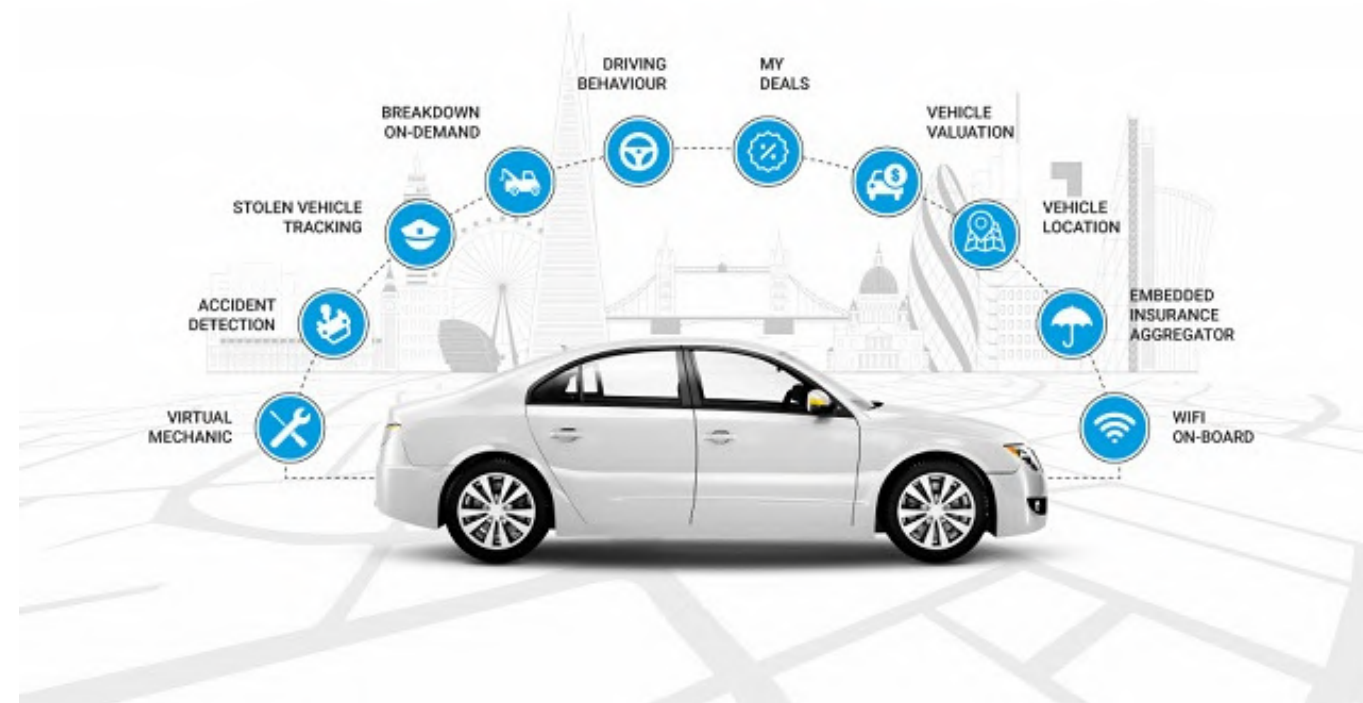 DRIVING
BEHAVIOUR
MY
DEALS
BREAKDOWN
ON-DEMAND
VEHICLE
VALUATION
STOLEN VEHICLE
TRACKING
VEHICLE
LOCATION
ACCIDENT
DETECTION
EMBEDDED
INSURANCE
AGGREGATOR
VIRTUAL
MECHANIC
WIFI
ON-BOARD